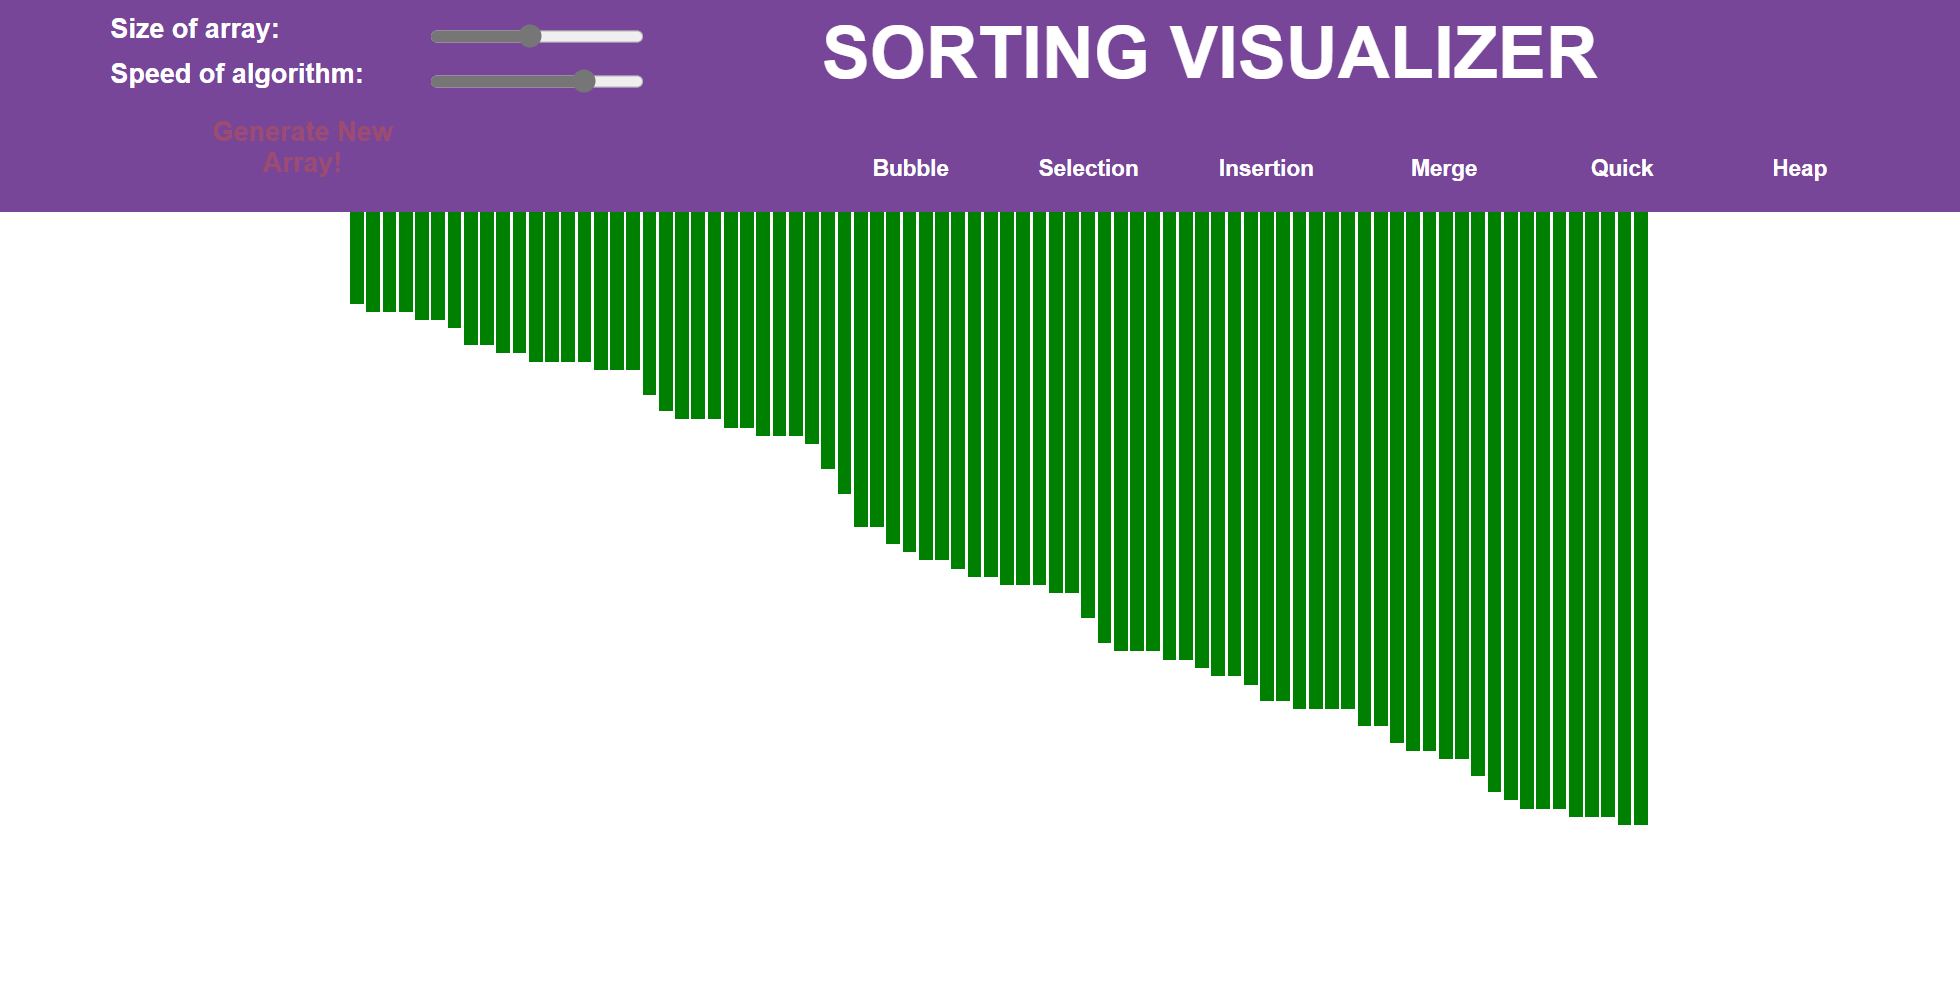 Size of array:
Speed of algorithm:
Generate New
Array!
SORTING VISUALIZER
Bubble Selection Insertion Merge Quick Heap